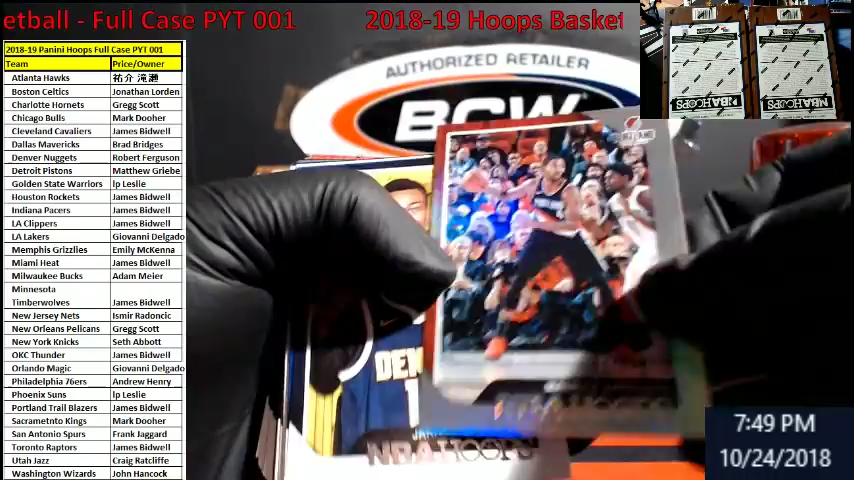 etball - Full Case PYT 001 2018-19 Hoops Basket
2018-19 Panini Hoops Full Case PYT 001
Team Price/Owner
Atlanta Hawks 祐介 滝瀬
Boston Celtics Jonathan Lorden
Charlotte Hornets Gregg Scott
Chicago Bulls Mark Dooher
Cleveland Cavaliers James Bidwell
Dallas Mavericks Brad Bridges
Denver Nuggets Robert Ferguson
Detroit Pistons Matthew Griebe
Golden State Warriors lp Leslie
Houston Rockets James Bidwell
Indiana Pacers James Bidwell
LA Clippers James Bidwell
LA Lakers Giovanni Delgado
Memphis Grizzlies Emily McKenna
Miami Heat James Bidwell
Milwaukee Bucks Adam Meier
Minnesota
Timberwolves James Bidwell
New Jersey Nets Ismir Radoncic
New Orleans Pelicans Gregg Scott
New York Knicks Seth Abbott
OKC Thunder James Bidwell
Orlando Magic Giovanni Delgado
Philadelphia 76ers Andrew Henry
Phoenix Suns lp Leslie
Portland Trail Blazers James Bidwell
Sacrametnto Kings Mark Dooher
San Antonio Spurs Frank Jaggard
Toronto Raptors James Bidwell
Utah Jazz Craig Ratcliffe
Washington Wizards John Hancock
AUTHORIZED RETAILER
BCW
DEN
1
NBA HOOPS
NBA HOOPS
NBA HOOPS
7:49 PM
10/24/2018